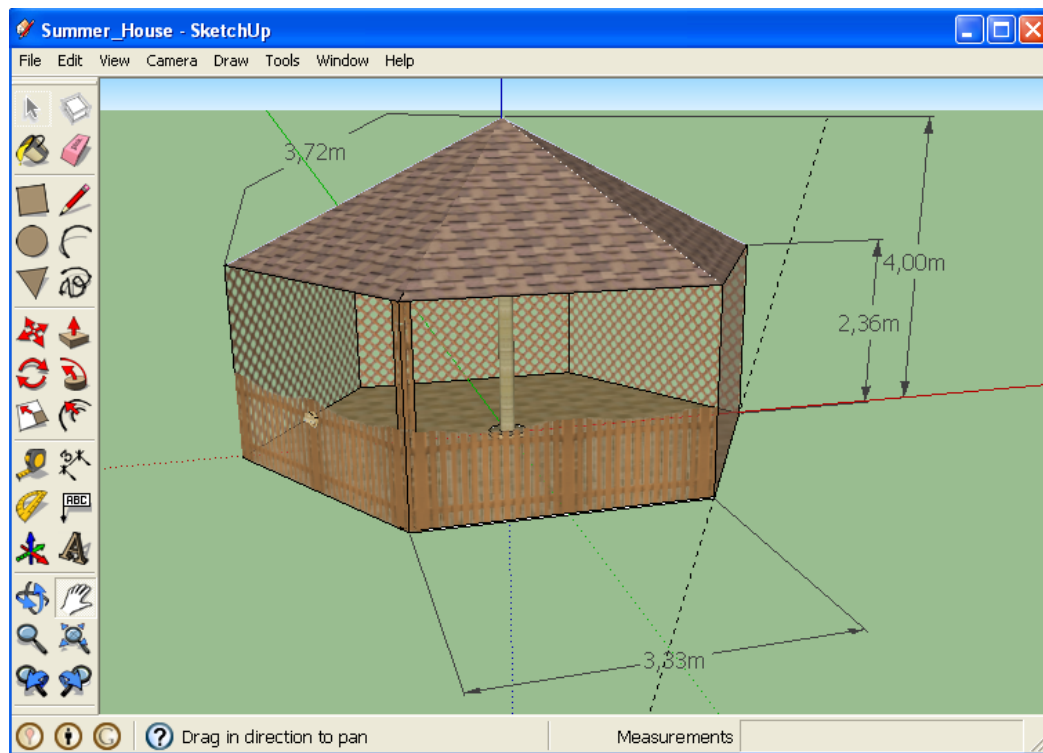 Summer_House - SketchUp
File Edit View Camera Draw Tools Window Help
3,72m
4,00m
2,36m
ABC
3,33m
Drag in direction to pan
Measurements